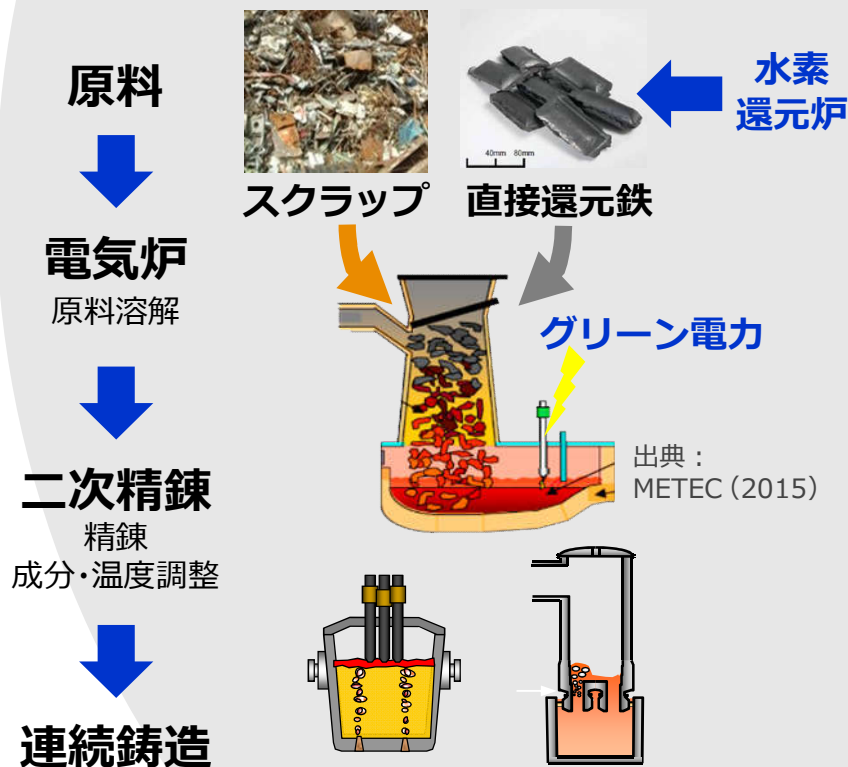 原料
水素
還元炉
40mm 80mm
スクラップ
直接還元鉄
電気炉
原料溶解
グリーン電力
出典：
METEC（2015）
二次精錬
精錬
成分・温度調整
連続鋳造